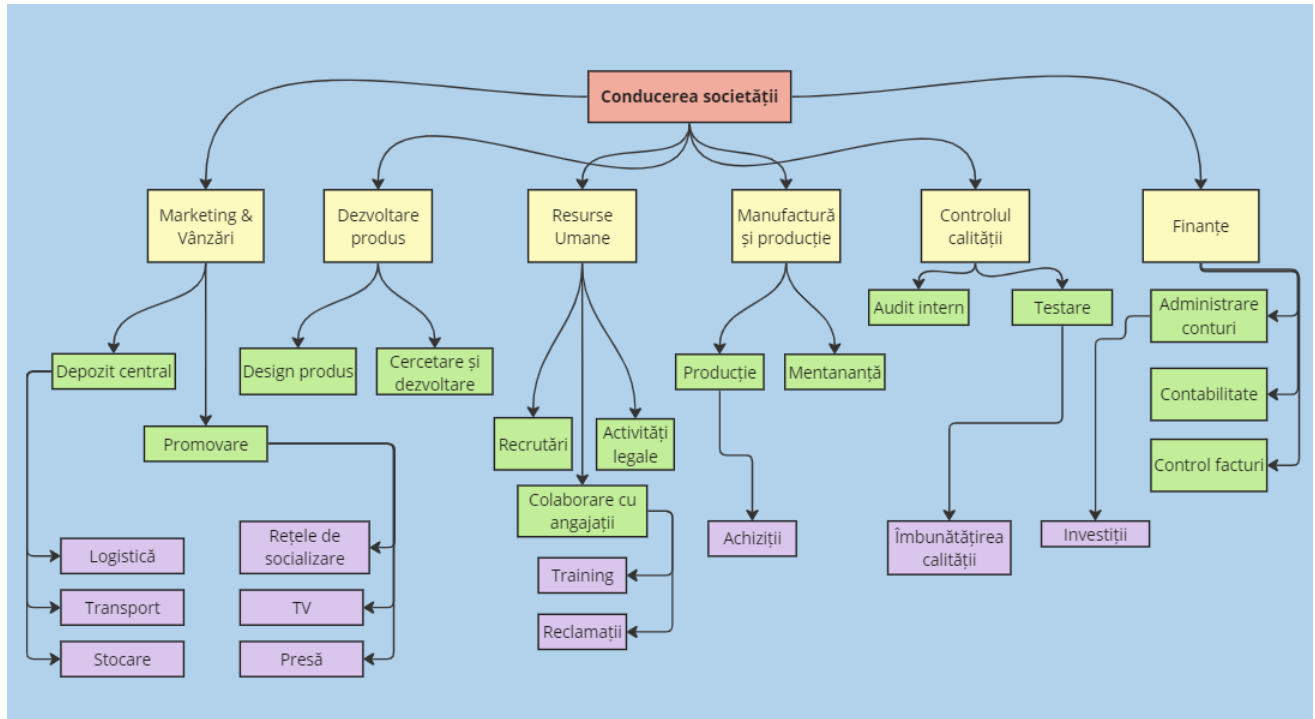 Conducerea societății
Marketing &
Vânzări
Dezvoltare
produs
Resurse
Umane
Manufactură
și producție
Controlul
calității
Finanțe
Audit intern
Testare
Administrare
conturi
Depozit central
Design produs
Cercetare și
dezvoltare
Producție
Mentananță
Contabilitate
Promovare
Recrutări
Activități
legale
Control facturi
Colaborare cu
angajații
Logistică
Rețele de
socializare
Achiziții
Îmbunătățirea
calității
Investiții
Training
Transport
TV
Reclamații
Stocare
Presă